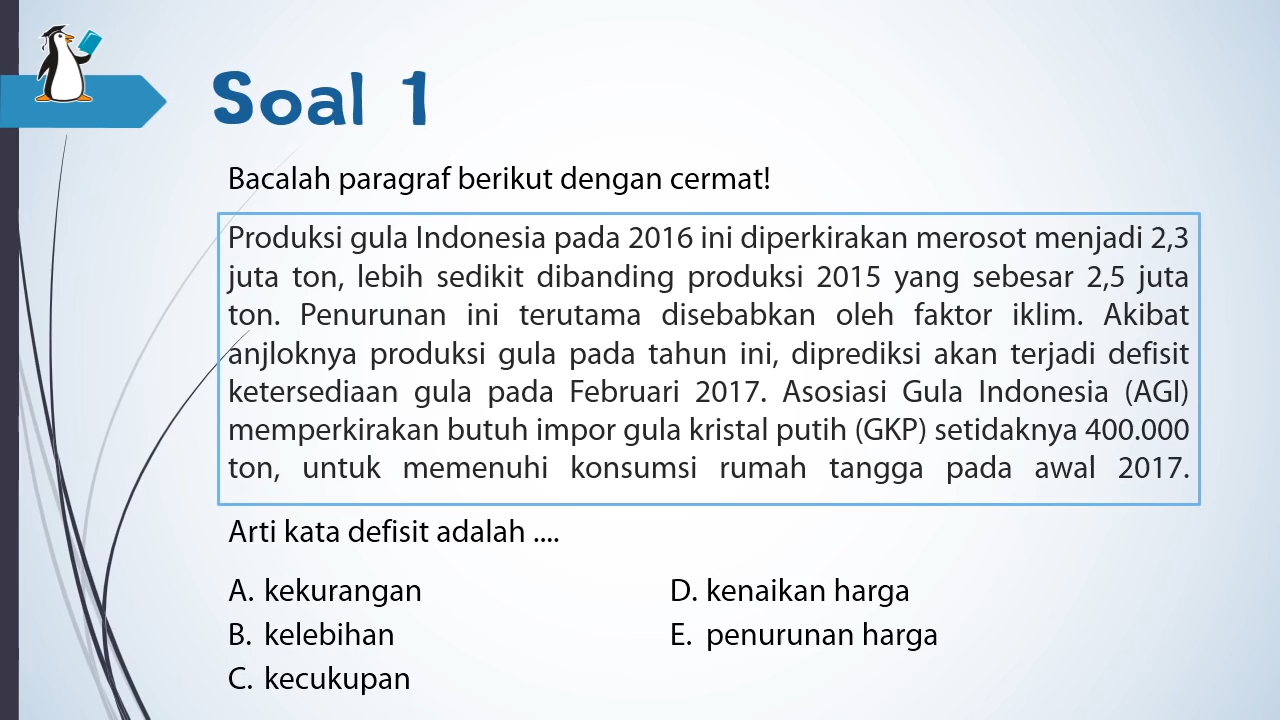 Soal 1
Bacalah paragraf berikut dengan cermat!
Produksi gula Indonesia pada 2016 ini diperkirakan merosot menjadi 2,3
juta ton, lebih sedikit dibanding produksi 2015 yang sebesar 2,5 juta
ton. Penurunan ini terutama disebabkan oleh faktor iklim. Akibat
anjloknya produksi gula pada tahun ini, diprediksi akan terjadi defisit
ketersediaan gula pada Februari 2017. Asosiasi Gula Indonesia (AGI)
memperkirakan butuh impor gula kristal putih (GKP) setidaknya 400.000
ton, untuk memenuhi konsumsi rumah tangga pada awal 2017.
Arti kata defisit adalah ....
A. kekurangan
B. kelebihan
C. kecukupan
D. kenaikan harga
E. penurunan harga